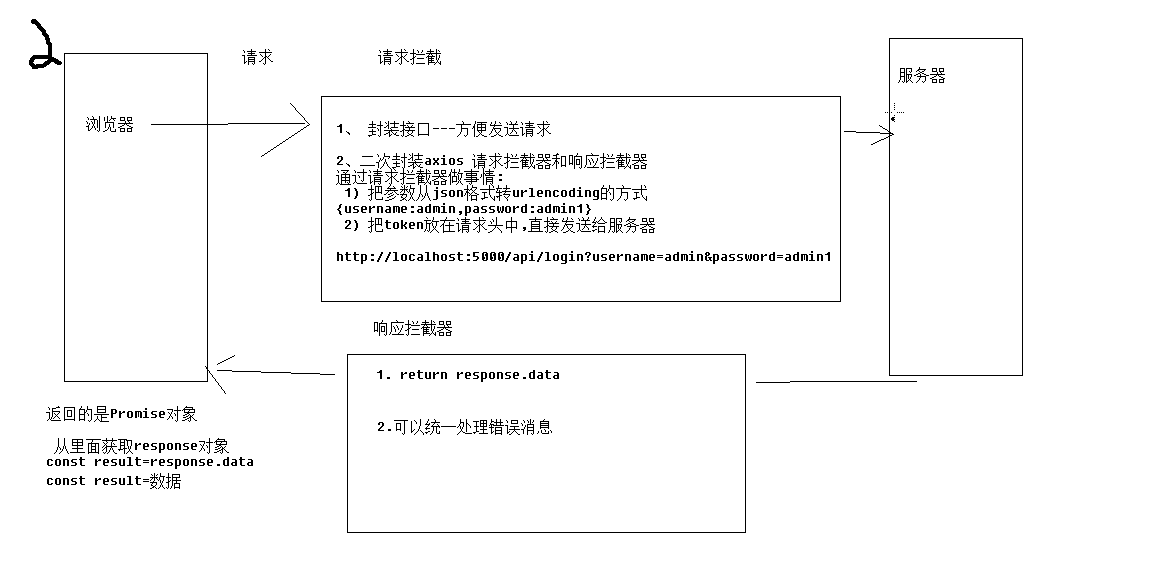 2
请求
请求拦截
服务器
浏览器
1、 封装接口---方便发送请求
2、二次封装axios 请求拦截器和响应拦截器
通过请求拦截器做事情:
1) 把参数从json格式转urlencoding的方式
{username:admin,password:admin1}
2) 把token放在请求头中,直接发送给服务器
http://localhost:5000/api/login?username=admin&password=admin1
响应拦截器
1. return response.data
2.可以统一处理错误消息
返回的是Promise对象
从里面获取response对象
const result=response.data
const result=数据